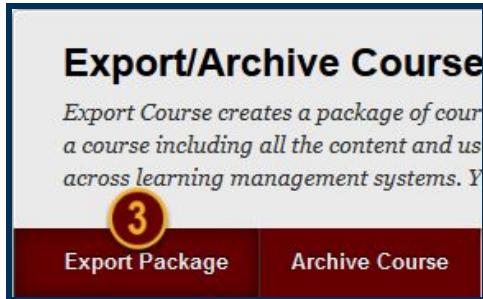 Export/Archive Course
Export Course creates a package of cour
a course including all the content and us
across learning management systems. Y
3
Export Package Archive Course